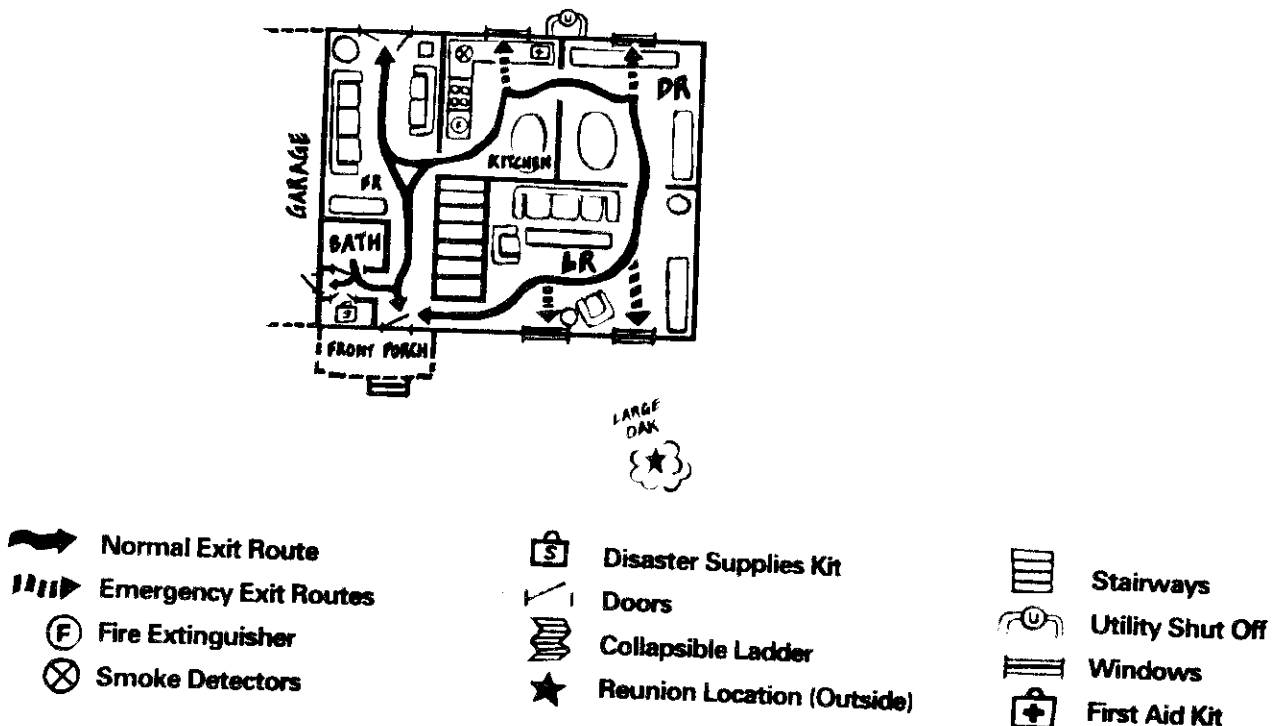 U
DR
F
KITCHEN
GARAGE
FR
BATH
LR
S
FRONT PORCH
LARGE
OAK
Normal Exit Route
Emergency Exit Routes
F Fire Extinguisher
Smoke Detectors
S Disaster Supplies Kit
Doors
Collapsible Ladder
Reunion Location (Outside)
Stairways
U Utility Shut Off
Windows
First Aid Kit